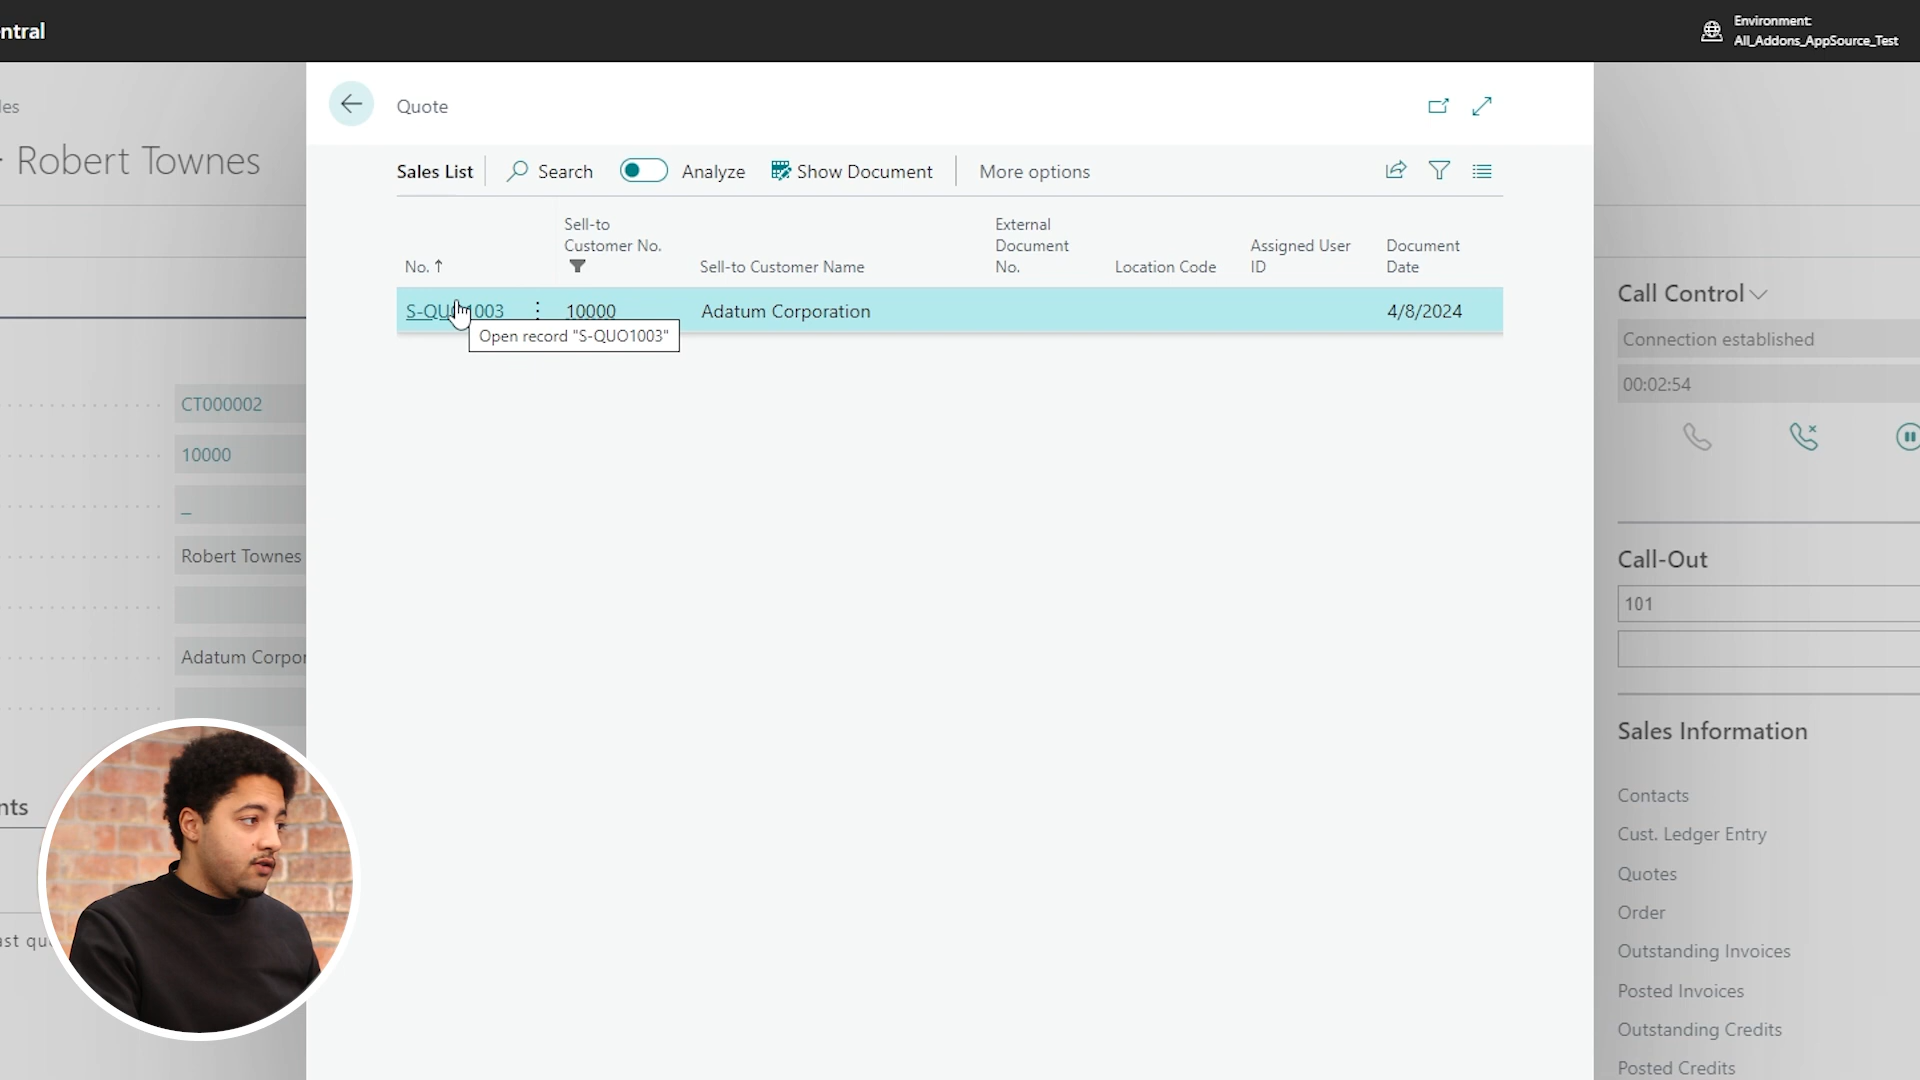 ntral
Environment:
All_Addons_AppSource_Test
les
Quote
Robert Townes
Sales List
Search
Analyze
Show Document
More options
No. ↑
Sell-to
Customer No.
Sell-to Customer Name
External
Document
No.
Location Code
Assigned User
ID
Document
Date
S-QUO1003
10000
Adatum Corporation
4/8/2024
Open record "S-QUO1003"
CT000002
10000
_
Robert Townes
Adatum Corpor
nts
ast qu
Call Control
Connection established
00:02:54
Call-Out
101
Sales Information
Contacts
Cust. Ledger Entry
Quotes
Order
Outstanding Invoices
Posted Invoices
Outstanding Credits
Posted Credits